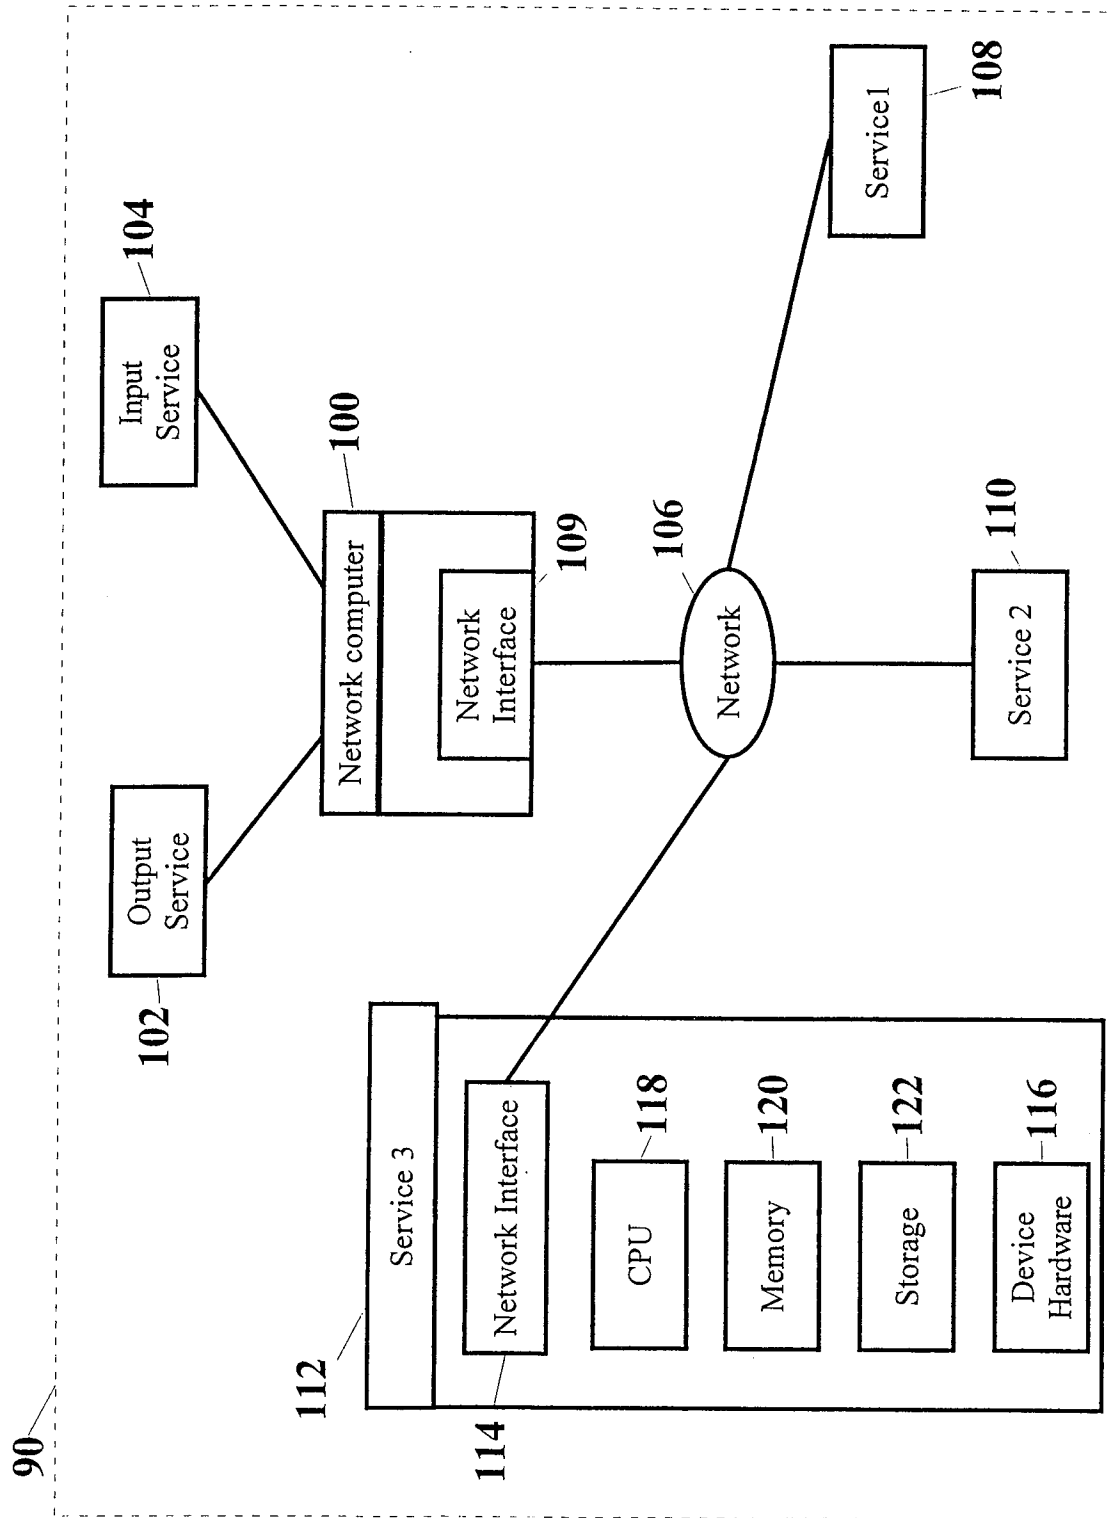 90
104
Input
Service
Output
Service
102
100
Network computer
Network
Interface
109
106
Network
108
Service1
110
Service 2
112
Service 3
114
Network Interface
118
CPU
120
Memory
122
Storage
116
Device
Hardware